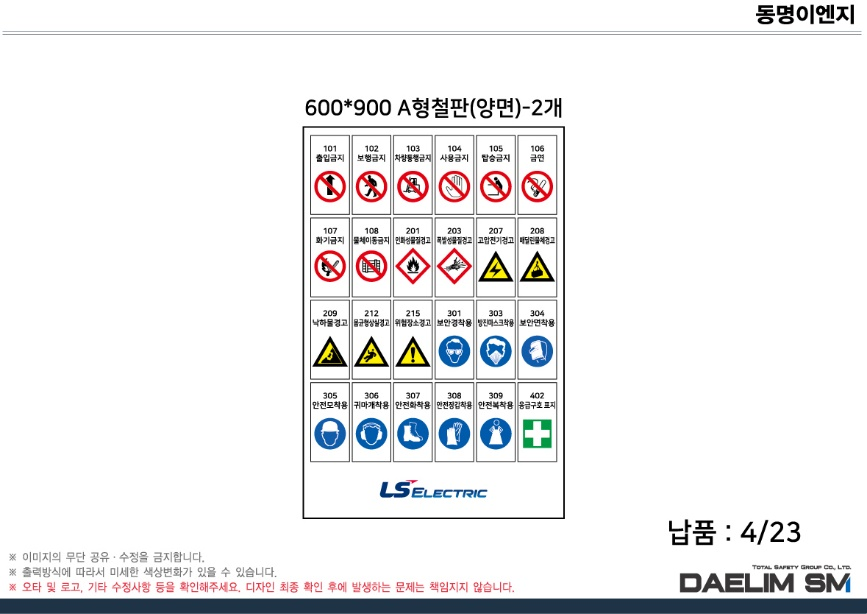 동명이엔지
600*900 A형철판(양면)-2개
101 102 103 104 105 106
출입금지 보행금지 차량통행금지 사용금지 탑승금지 금연
107 108 201 203 207 208
화기금지 물체이동금지 인화성물질경고 폭발성물질경고 고압전기경고 매달린물체경고
209 212 215 301 303 304
낙하물경고 몸균형상실경고 위험장소경고 보안경착용 방진마스크착용 보안면착용
305 306 307 308 309 402
안전모착용 귀마개착용 안전화착용 안전장갑착용 안전복착용 응급구호 표지
LS ELECTRIC
납품 : 4/23
※ 이미지의 무단 공유 · 수정을 금지합니다.
※ 출력방식에 따라서 미세한 색상변화가 있을 수 있습니다.
※ 오타 및 로고, 기타 수정사항 등을 확인해주세요. 디자인 최종 확인 후에 발생하는 문제는 책임지지 않습니다.
TOTAL SAFETY GROUP CO., LTD.
DAELIM SM